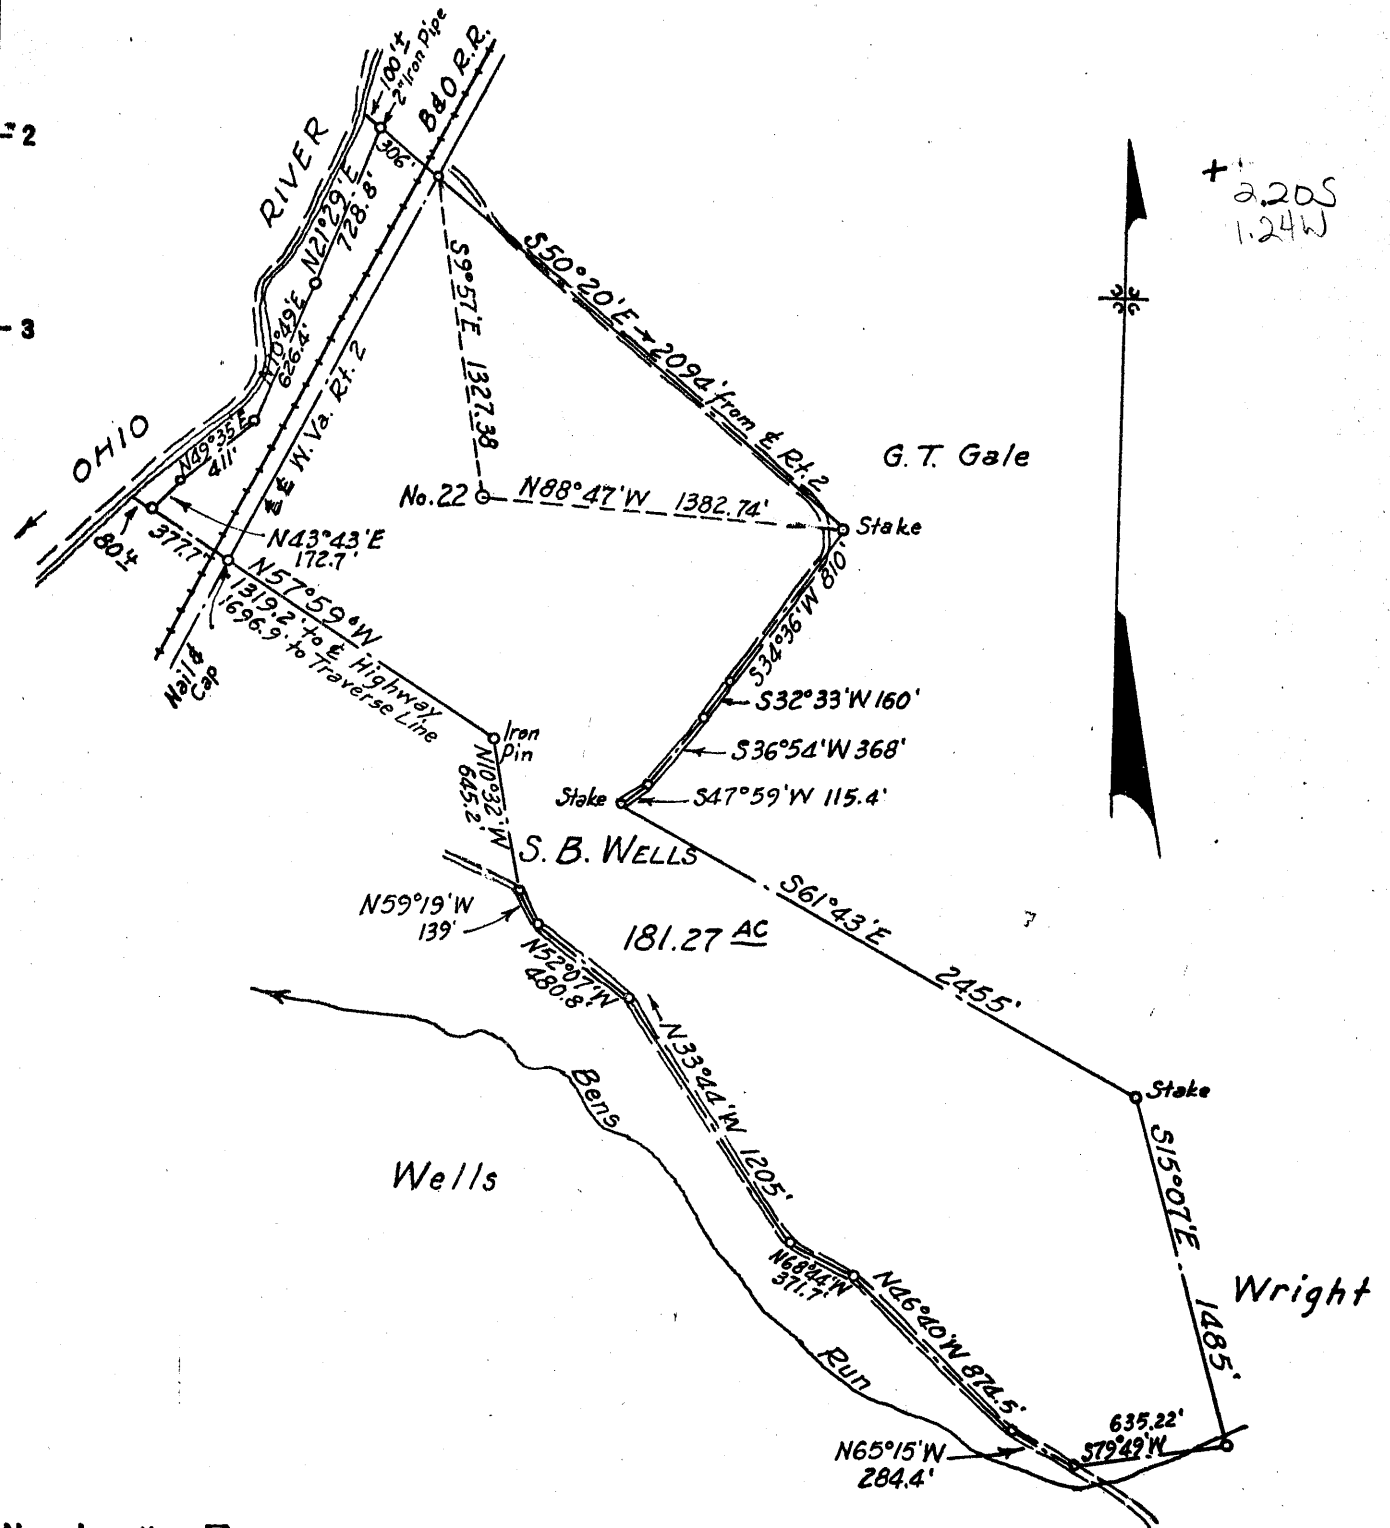 100'±
2" Iron Pipe
B&O R.R.
2
+
2.20S
1.24W
RIVER
306'
N21°29'E
728.8'
3
S9°57'E 1327.38
S50°20'E 2094' from ℄ Rt. 2
N10°49'E
626.4'
℄ W. Va. Rt. 2
OHIO
N49°35'E
411'
G.T. Gale
No. 22
N88°47'W 1382.74'
Stake
80'±
377.7'
N43°43'E
172.7'
N57°59'W
1319.2' to ℄ Highway
1696.9' to Traverse Line
Nail &
Cap
S34°36'W 810'
S32°33'W 160'
S36°54'W 368'
Iron
Pin
N10°32'W
645.2'
Stake
S47°59'W 115.4'
S. B. WELLS
S61°43'E 2455'
N59°19'W
139'
181.27 AC
N52°07'W
480.8'
N33°44'W 1205'
Bens
Stake
Wells
S15°07'E 1485'
N68°44'W
371.7'
N46°40'W 874.5'
Wright
Run
635.22'
S79°49'W
N65°15'W
284.4'